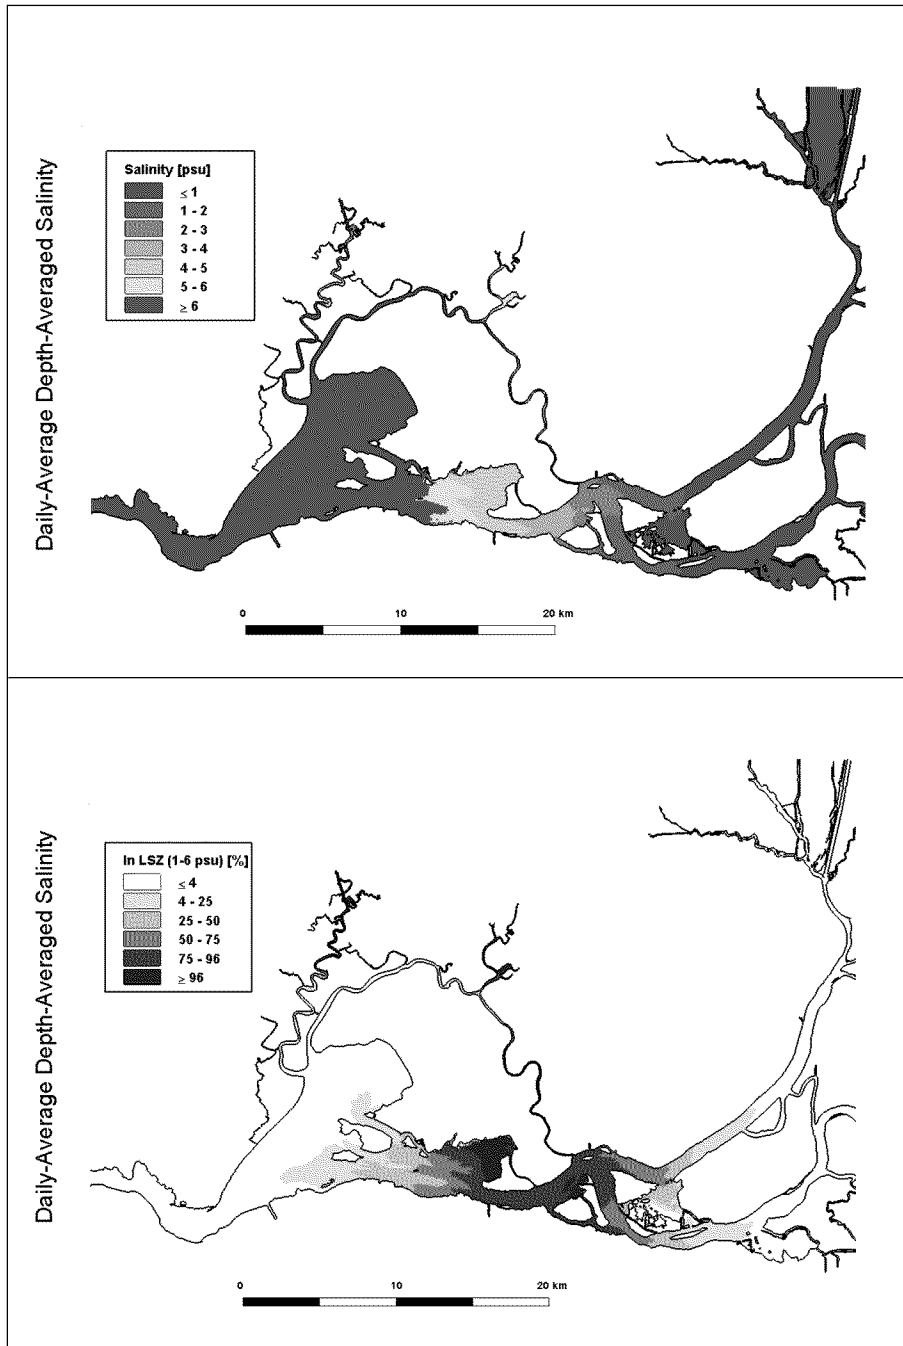 Daily-Average Depth-Averaged Salinity
Salinity [psu]
≤ 1
1 - 2
2 - 3
3 - 4
4 - 5
5 - 6
≥ 6
0 10 20 km
Daily-Average Depth-Averaged Salinity
In LSZ (1-6 psu) [%]
≤ 4
4 - 25
25 - 50
50 - 75
75 - 96
≥ 96
0 10 20 km